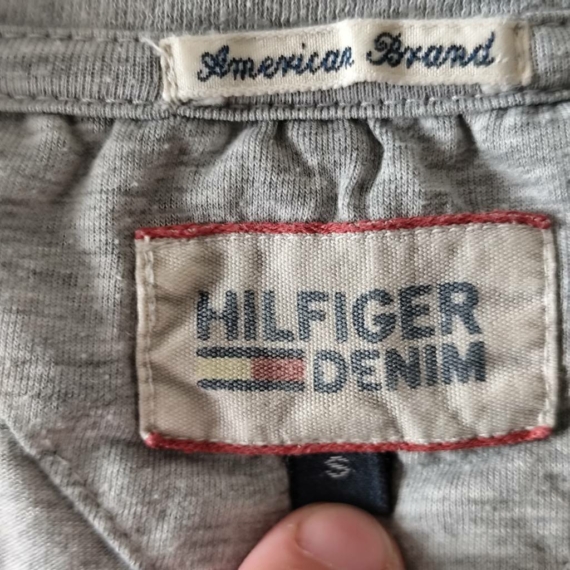 American Brand
HILFIGER
DENIM
S